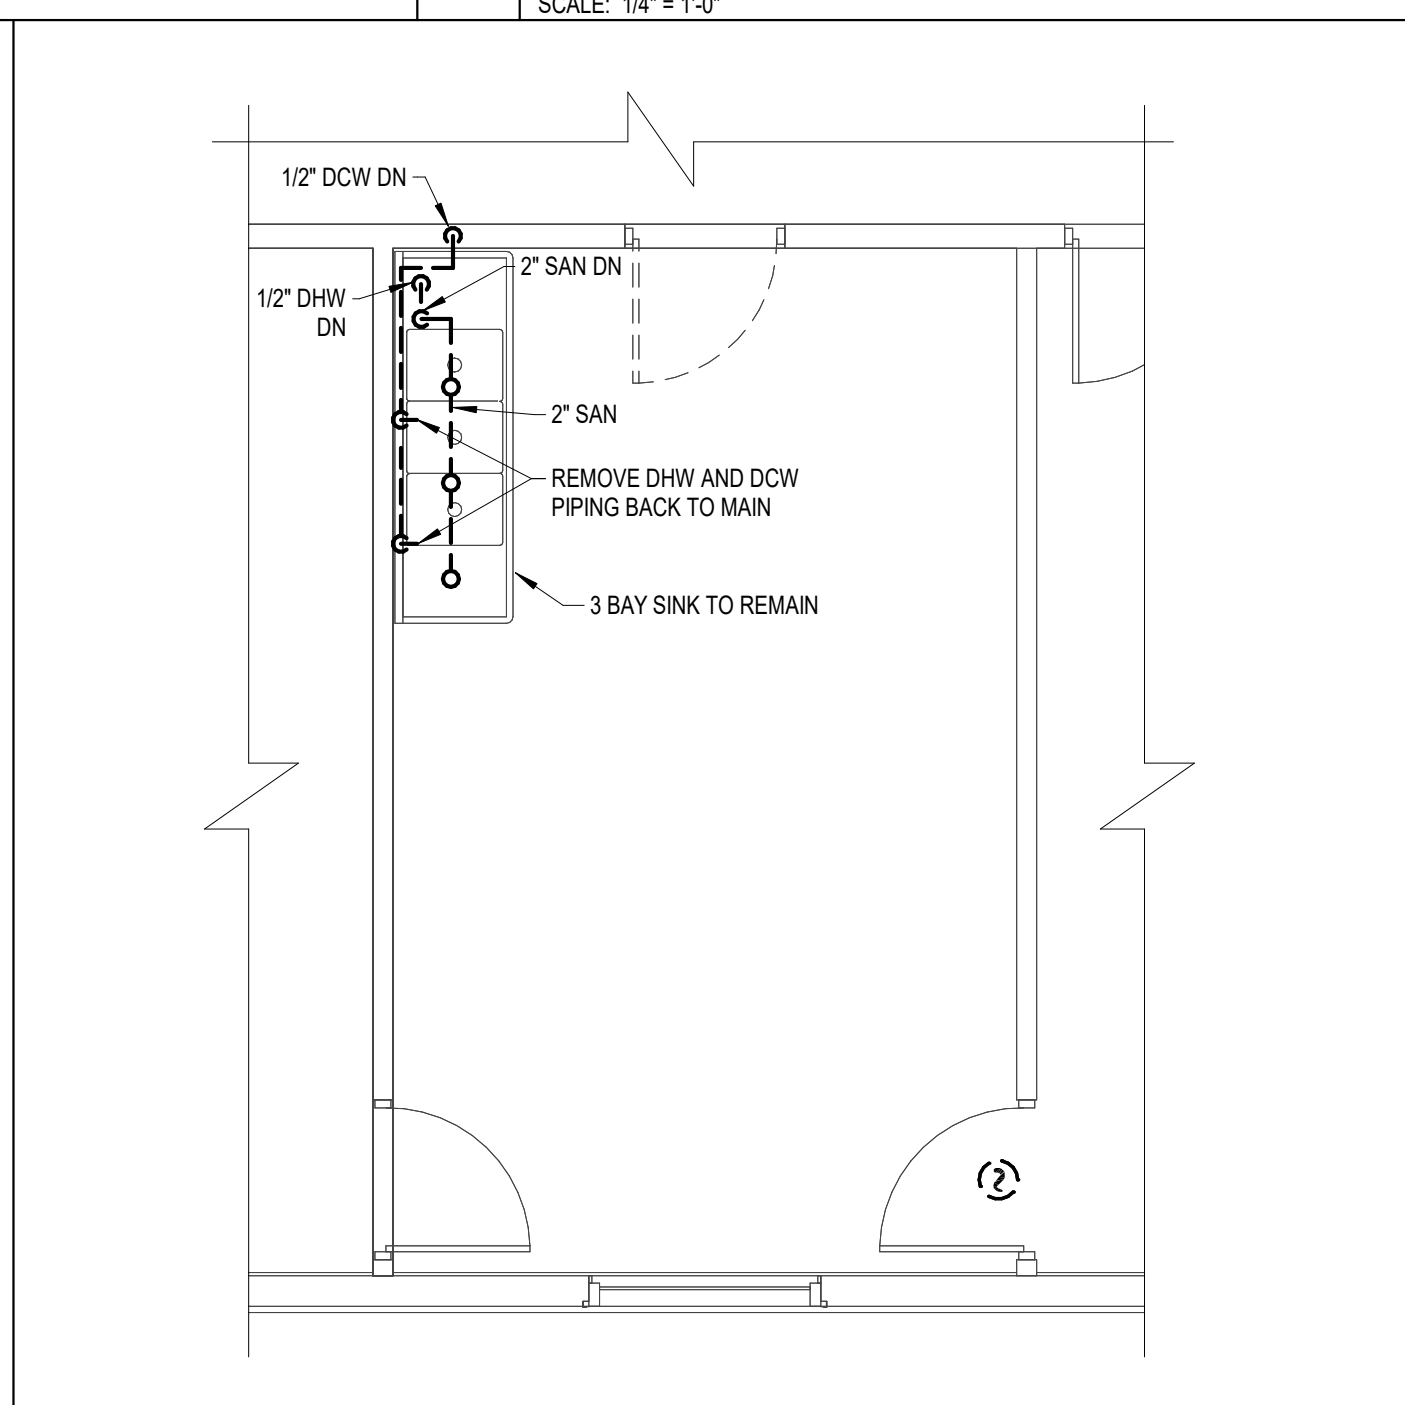 SCALE: 1/4" = 1'-0"
1/2" DCW DN
2" SAN DN
1/2" DHW
DN
2" SAN
REMOVE DHW AND DCW
PIPING BACK TO MAIN
3 BAY SINK TO REMAIN